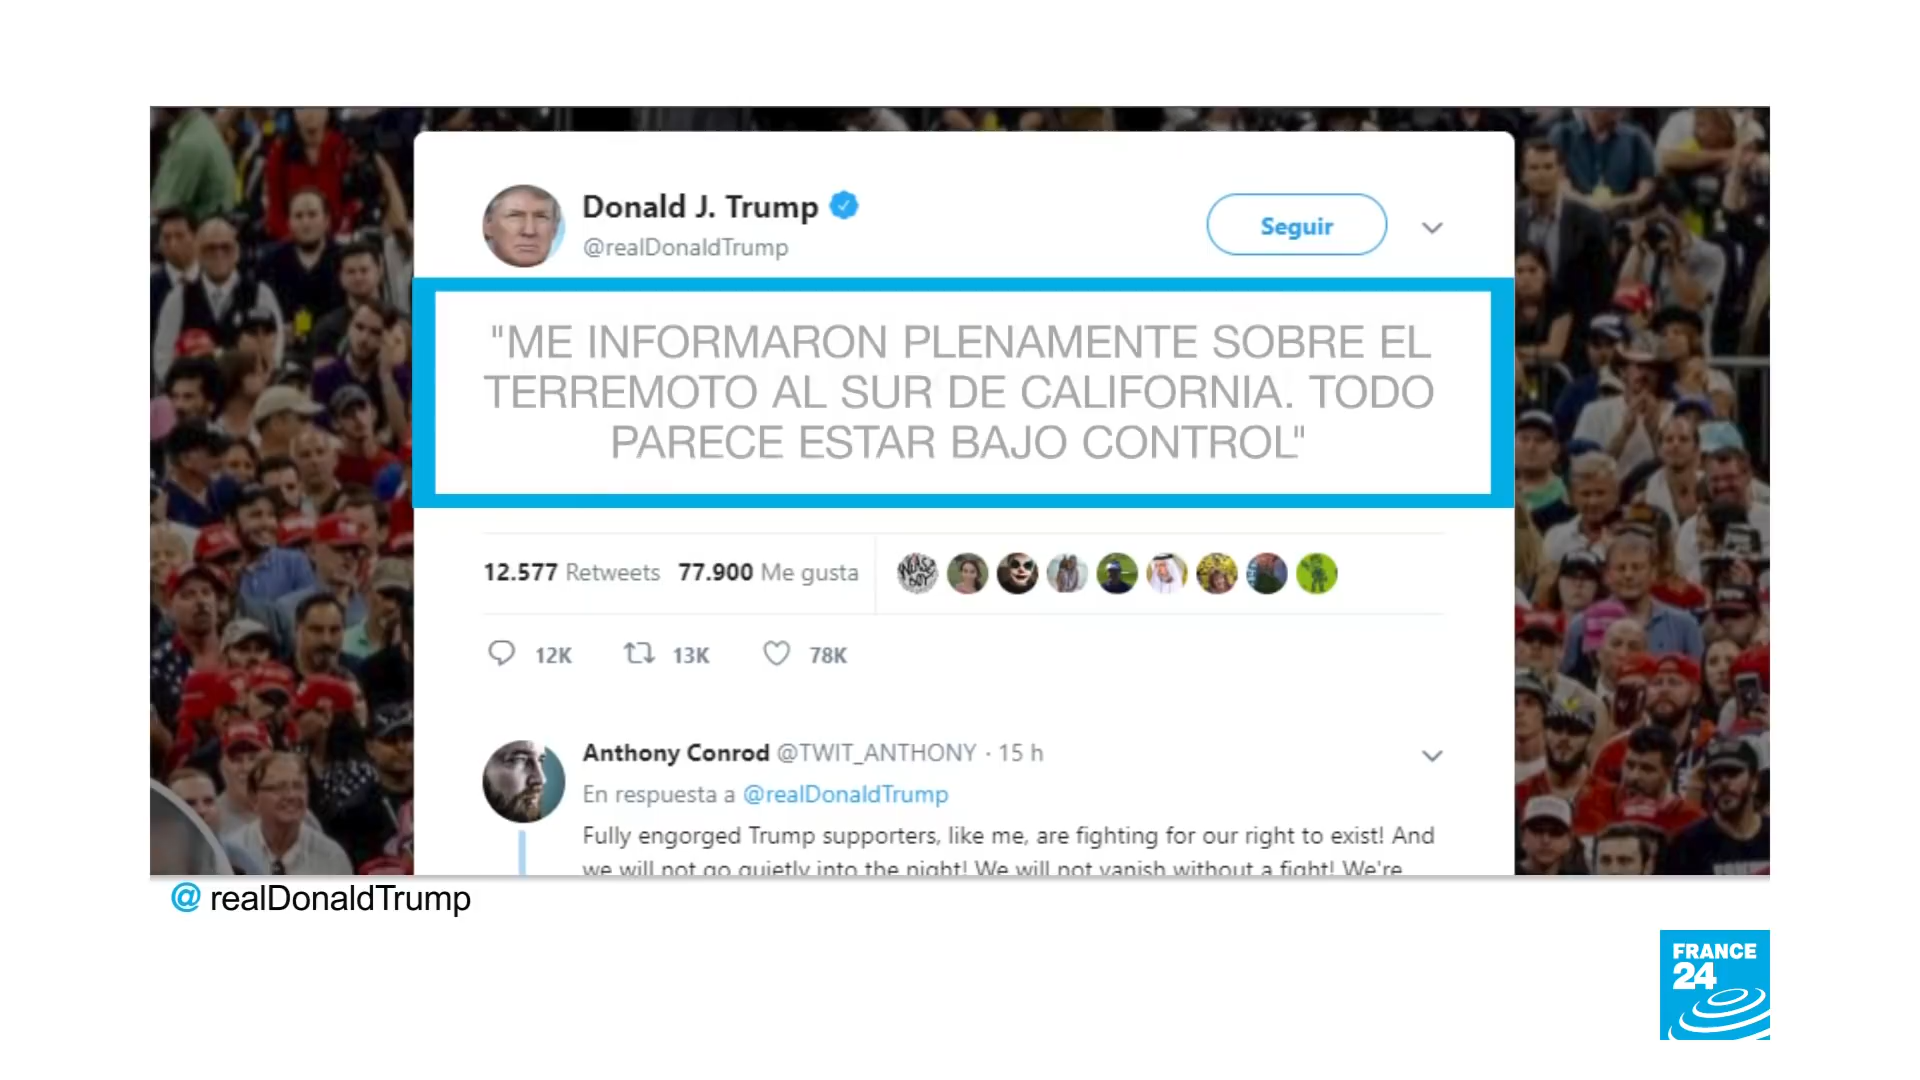 Donald J. Trump
@realDonaldTrump
Seguir
"ME INFORMARON PLENAMENTE SOBRE EL
TERREMOTO AL SUR DE CALIFORNIA. TODO
PARECE ESTAR BAJO CONTROL"
12.577 Retweets 77.900 Me gusta
12K 13K 78K
Anthony Conrod @TWIT_ANTHONY · 15 h
En respuesta a @realDonaldTrump
Fully engorged Trump supporters, like me, are fighting for our right to exist! And
we will not go quietly into the night! We will not vanish without a fight! We're
@ realDonaldTrump
FRANCE
24